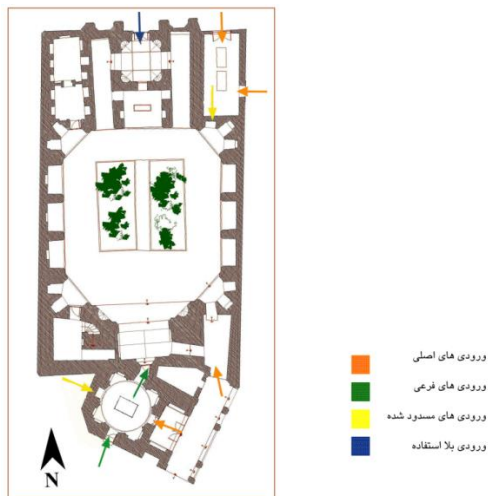 ورودی های اصلی
ورودی های فرعی
ورودی های مسدود شده
ورودی بلا استفاده
N